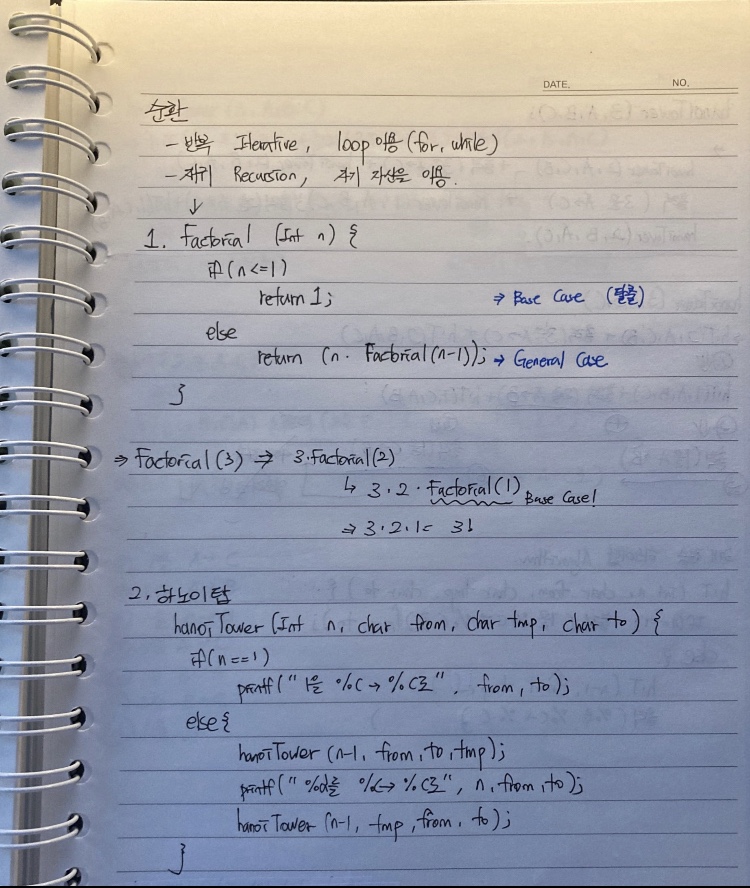 DATE. NO.
순환
- 반복 Iterative, loop 이용 (for, while)
- 재귀 Recursion, 자기 자신을 이용.
↓
1. Factorial (Int n) {
if (n<=1)
return 1; ⇒ Base Case (탈출)
else
return (n · Factorial(n-1)); → General Case
}
⇒ Factorial (3) ⇒ 3·Factorial(2)
↳ 3 · 2 · Factorial(1) Base Case!
⇒ 3·2·1 = 3!
2. 하노이탑
hanoiTower (Int n, char from, char tmp, char to) {
if (n==1)
printf (" 1을 %C → %C로", from, to);
else {
hanoiTower (n-1, from, to, tmp);
printf (" %d를 %C→ %C로", n, from, to);
hanoiTower (n-1, tmp, from, to);
}